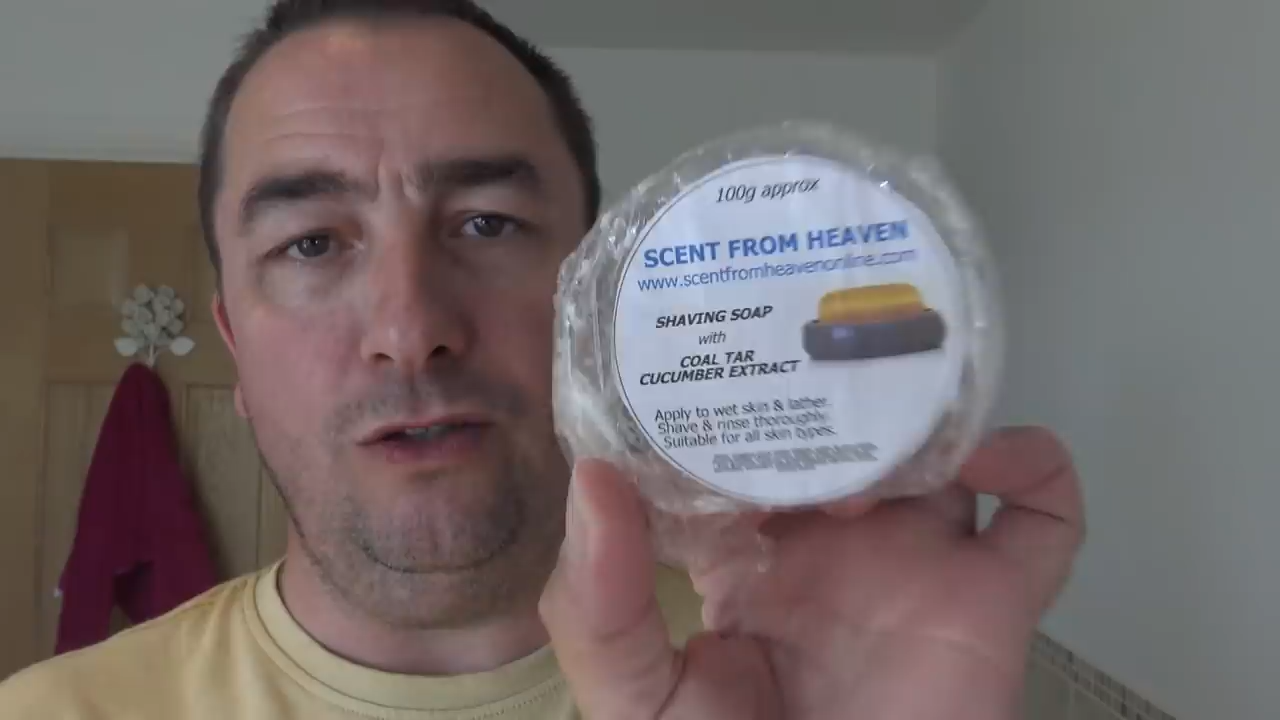 100g approx
SCENT FROM HEAVEN
www.scentfromheavenonline.com
SHAVING SOAP
with
COAL TAR
CUCUMBER EXTRACT
Apply to wet skin & lather.
Shave & rinse thoroughly.
Suitable for all skin types.